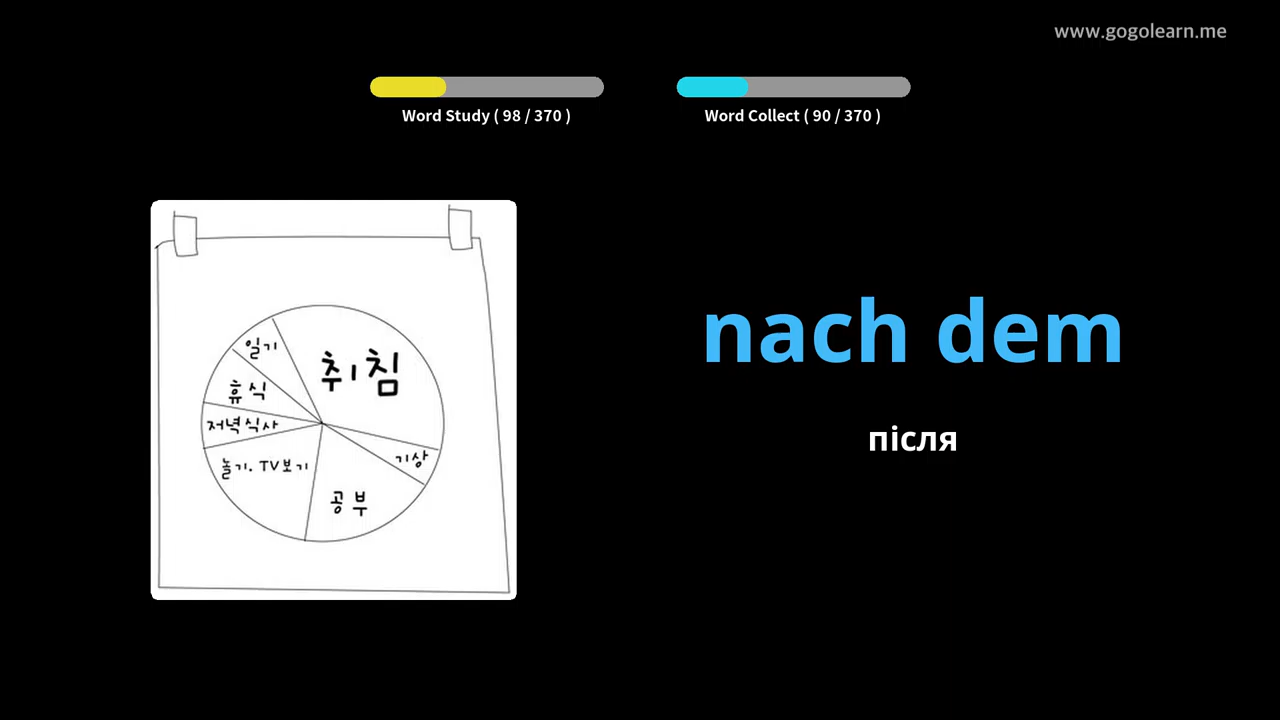 www.gogolearn.me
Word Study ( 98 / 370 )
Word Collect ( 90 / 370 )
일기
취침
휴식
저녁식사
놀기. TV보기
기상
공부
nach dem
після